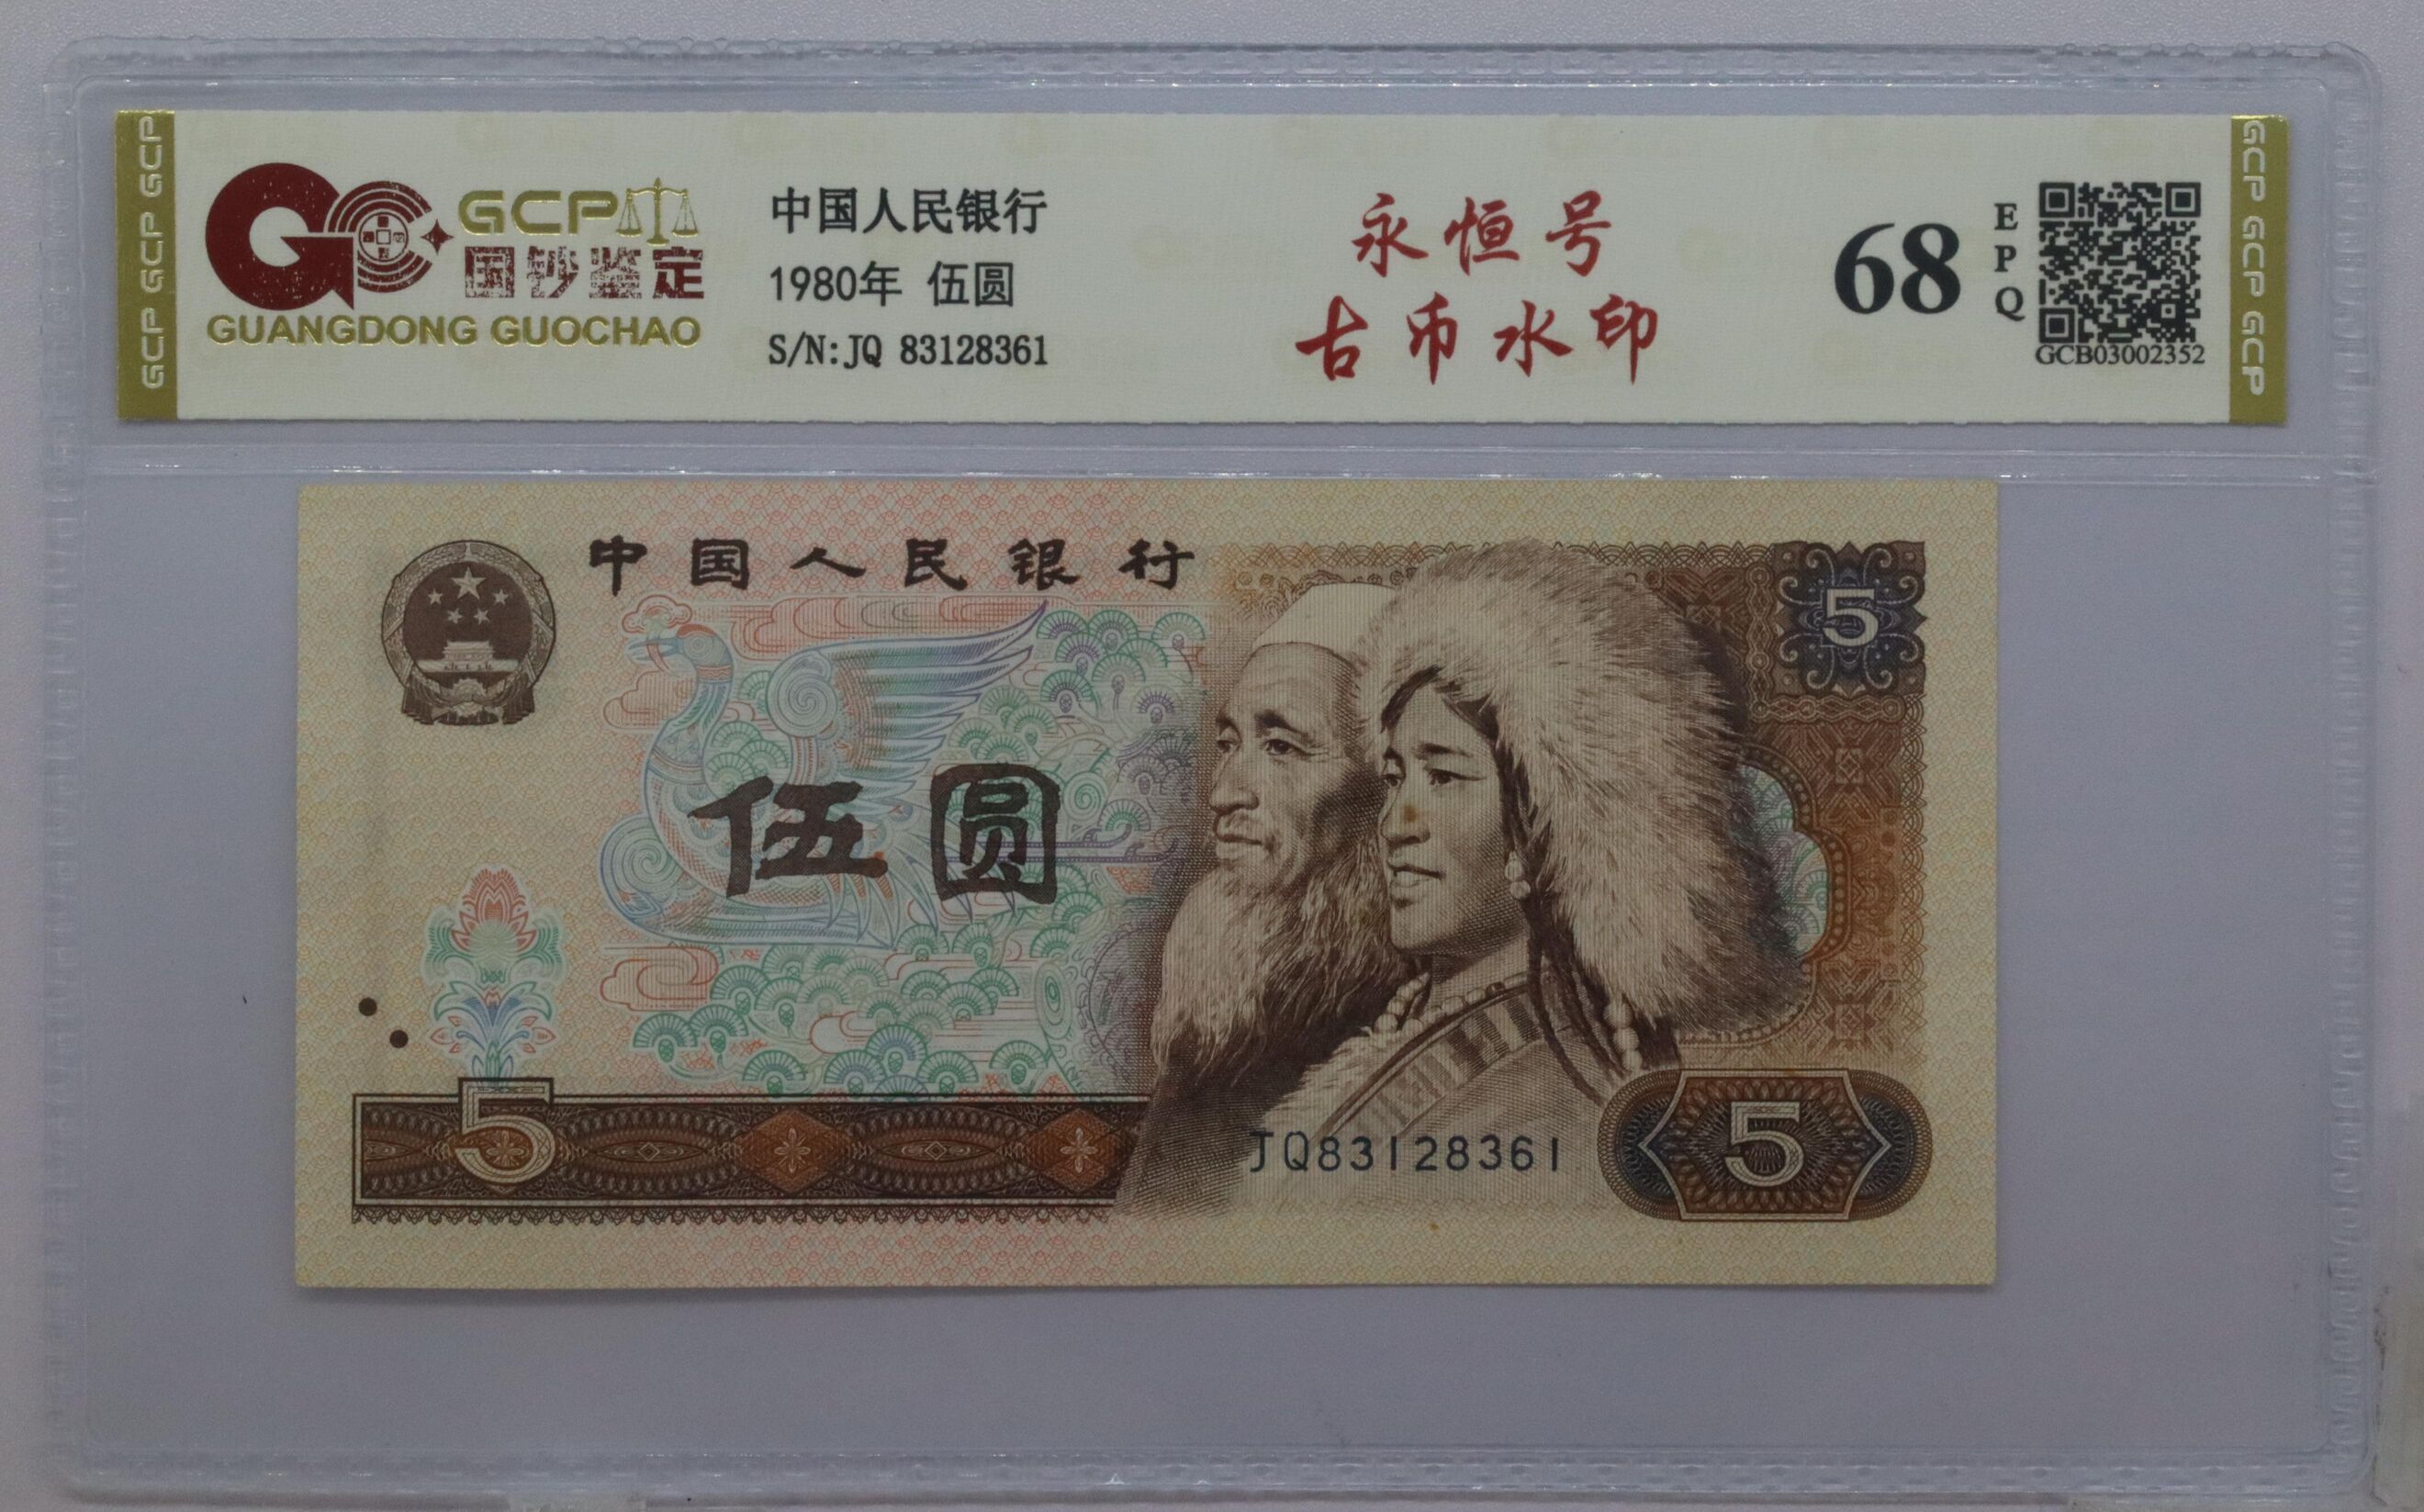 GCP GCP GCP
GCP
国钞鉴定
GUANGDONG GUOCHAO
中国人民银行
1980年 伍圆
S/N:JQ 83128361
永恒号
古币水印
68
EPQ
GCB03002352
GCP GCP GCP
中国人民银行
5
伍圆
5
JQ83128361
5